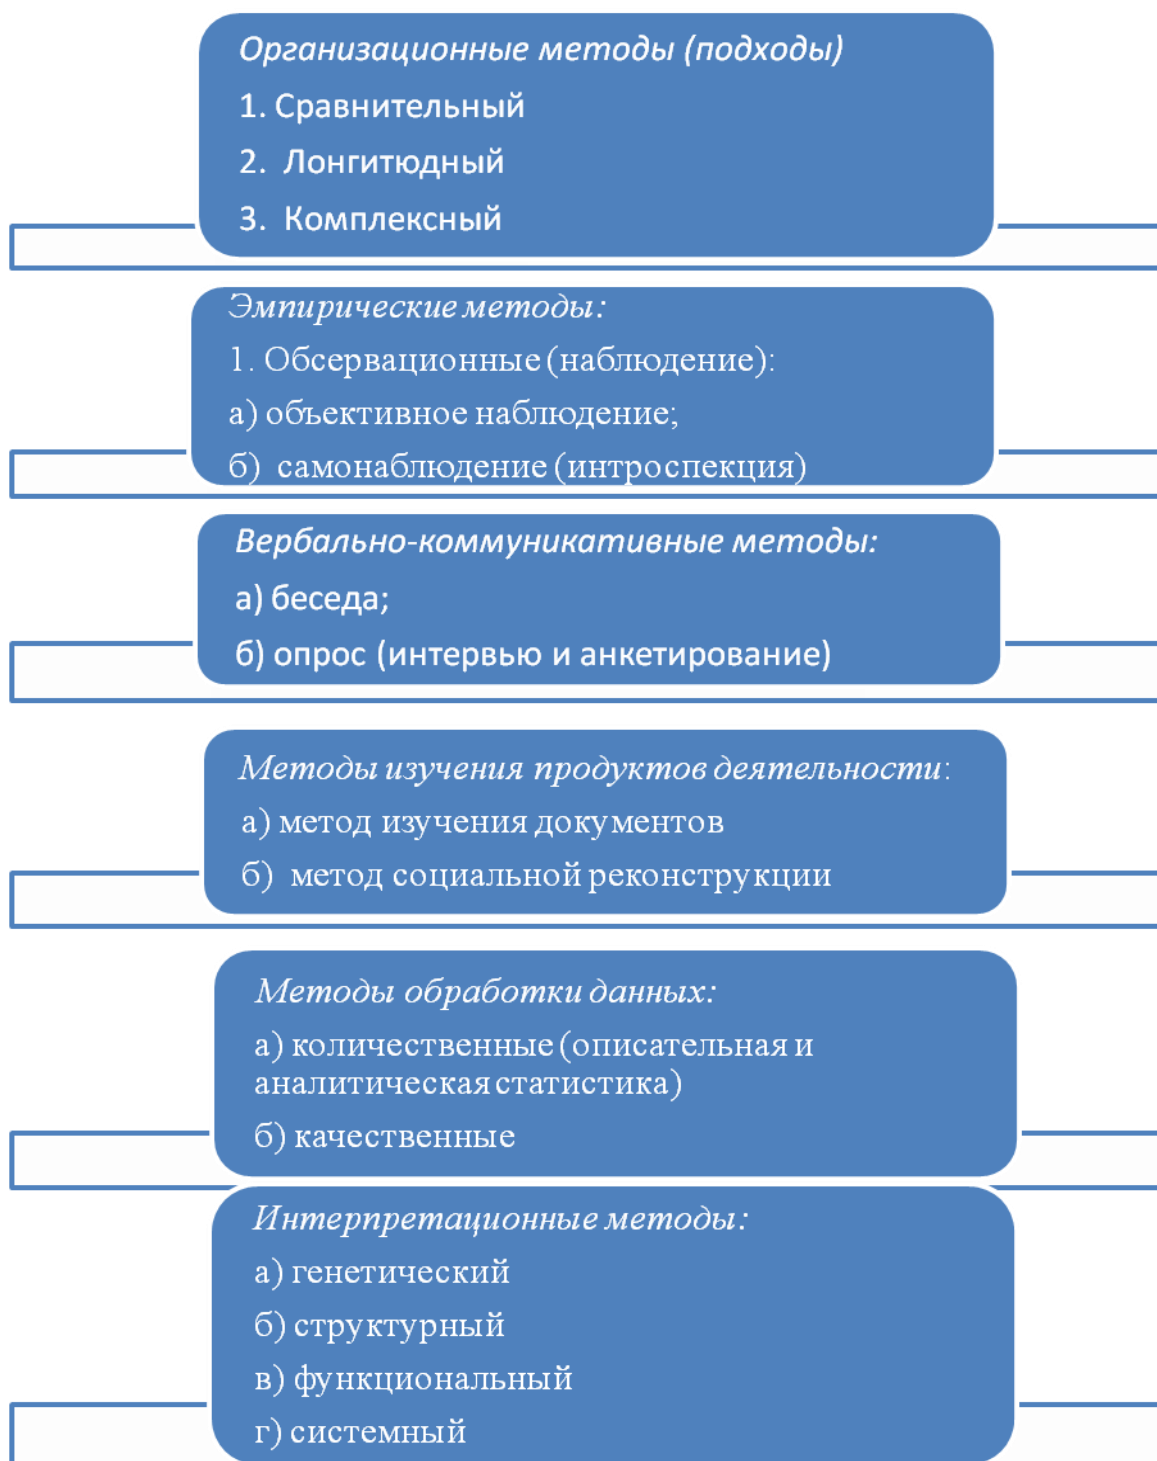 Организационные методы (подходы)
1. Сравнительный
2. Лонгитюдный
3. Комплексный
Эмпирические методы:
1. Обсервационные (наблюдение):
а) объективное наблюдение;
б) самонаблюдение (интроспекция)
Вербально-коммуникативные методы:
а) беседа;
б) опрос (интервью и анкетирование)
Методы изучения продуктов деятельности:
а) метод изучения документов
б) метод социальной реконструкции
Методы обработки данных:
а) количественные (описательная и
аналитическая статистика)
б) качественные
Интерпретационные методы:
а) генетический
б) структурный
в) функциональный
г) системный